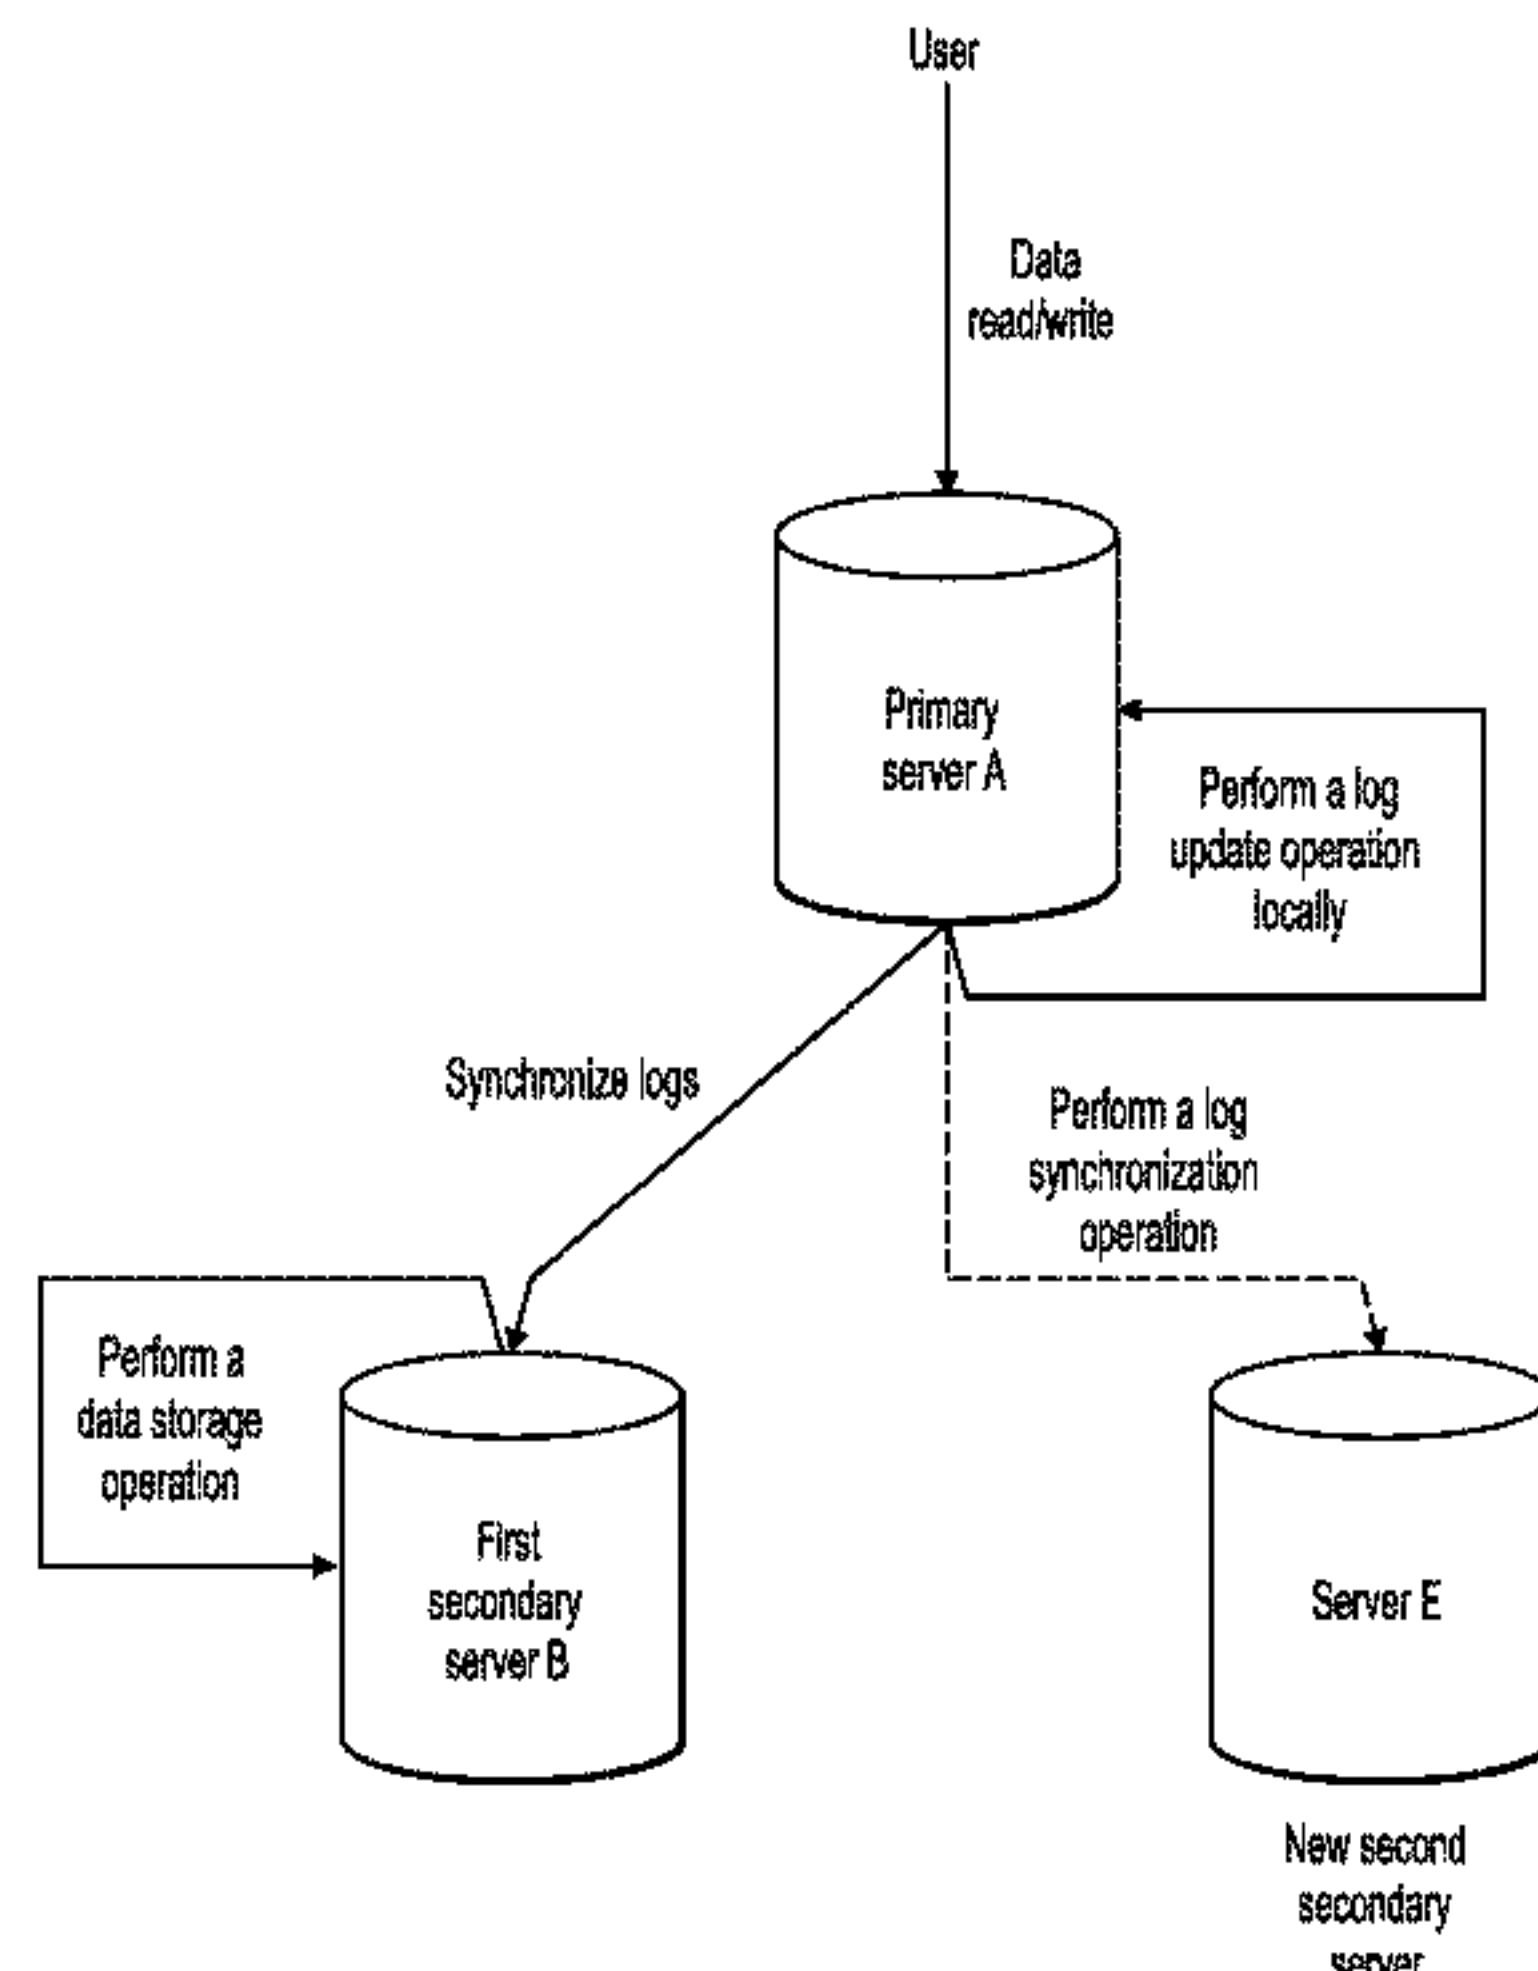 User
Data
read/write
Primary
server A
Perform a log
update operation
locally
Synchronize logs
Perform a log
synchronization
operation
Perform a
data storage
operation
First
secondary
server B
Server E
New second
secondary
server